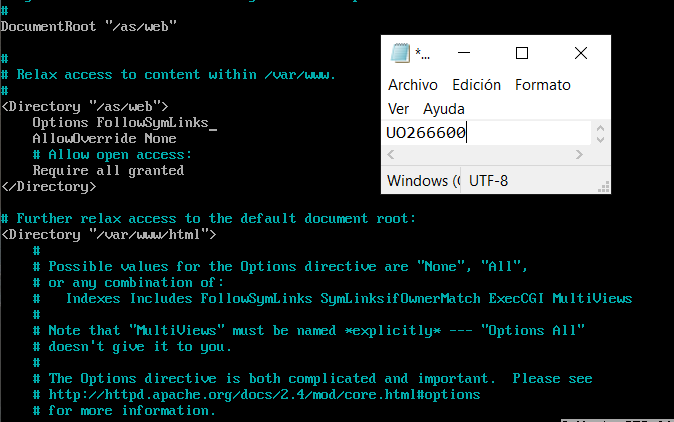 #
DocumentRoot "/as/web"
#
# Relax access to content within /var/www.
#
<Directory "/as/web">
    Options FollowSymLinks_
    AllowOverride None
    # Allow open access:
    Require all granted
</Directory>
# Further relax access to the default document root:
<Directory "/var/www/html">
    #
    # Possible values for the Options directive are "None", "All",
    # or any combination of:
    #   Indexes Includes FollowSymLinks SymLinksifOwnerMatch ExecCGI MultiViews
    #
    # Note that "MultiViews" must be named *explicitly* --- "Options All"
    # doesn't give it to you.
    #
    # The Options directive is both complicated and important.  Please see
    # http://httpd.apache.org/docs/2.4/mod/core.html#options
    # for more information.
*...
Archivo Edición Formato
Ver Ayuda
UO266600
Windows (C UTF-8